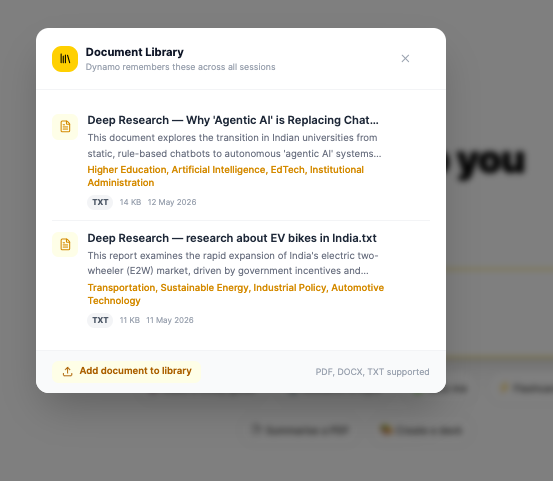 Document Library
Dynamo remembers these across all sessions
Deep Research — Why 'Agentic AI' is Replacing Chat...
This document explores the transition in Indian universities from
static, rule-based chatbots to autonomous 'agentic AI' systems...
Higher Education, Artificial Intelligence, EdTech, Institutional
Administration
TXT 14 KB 12 May 2026
Deep Research — research about EV bikes in India.txt
This report examines the rapid expansion of India's electric two-
wheeler (E2W) market, driven by government incentives and...
Transportation, Sustainable Energy, Industrial Policy, Automotive
Technology
TXT 11 KB 11 May 2026
Add document to library
PDF, DOCX, TXT supported
you
Summarise a PDF
Create a deck